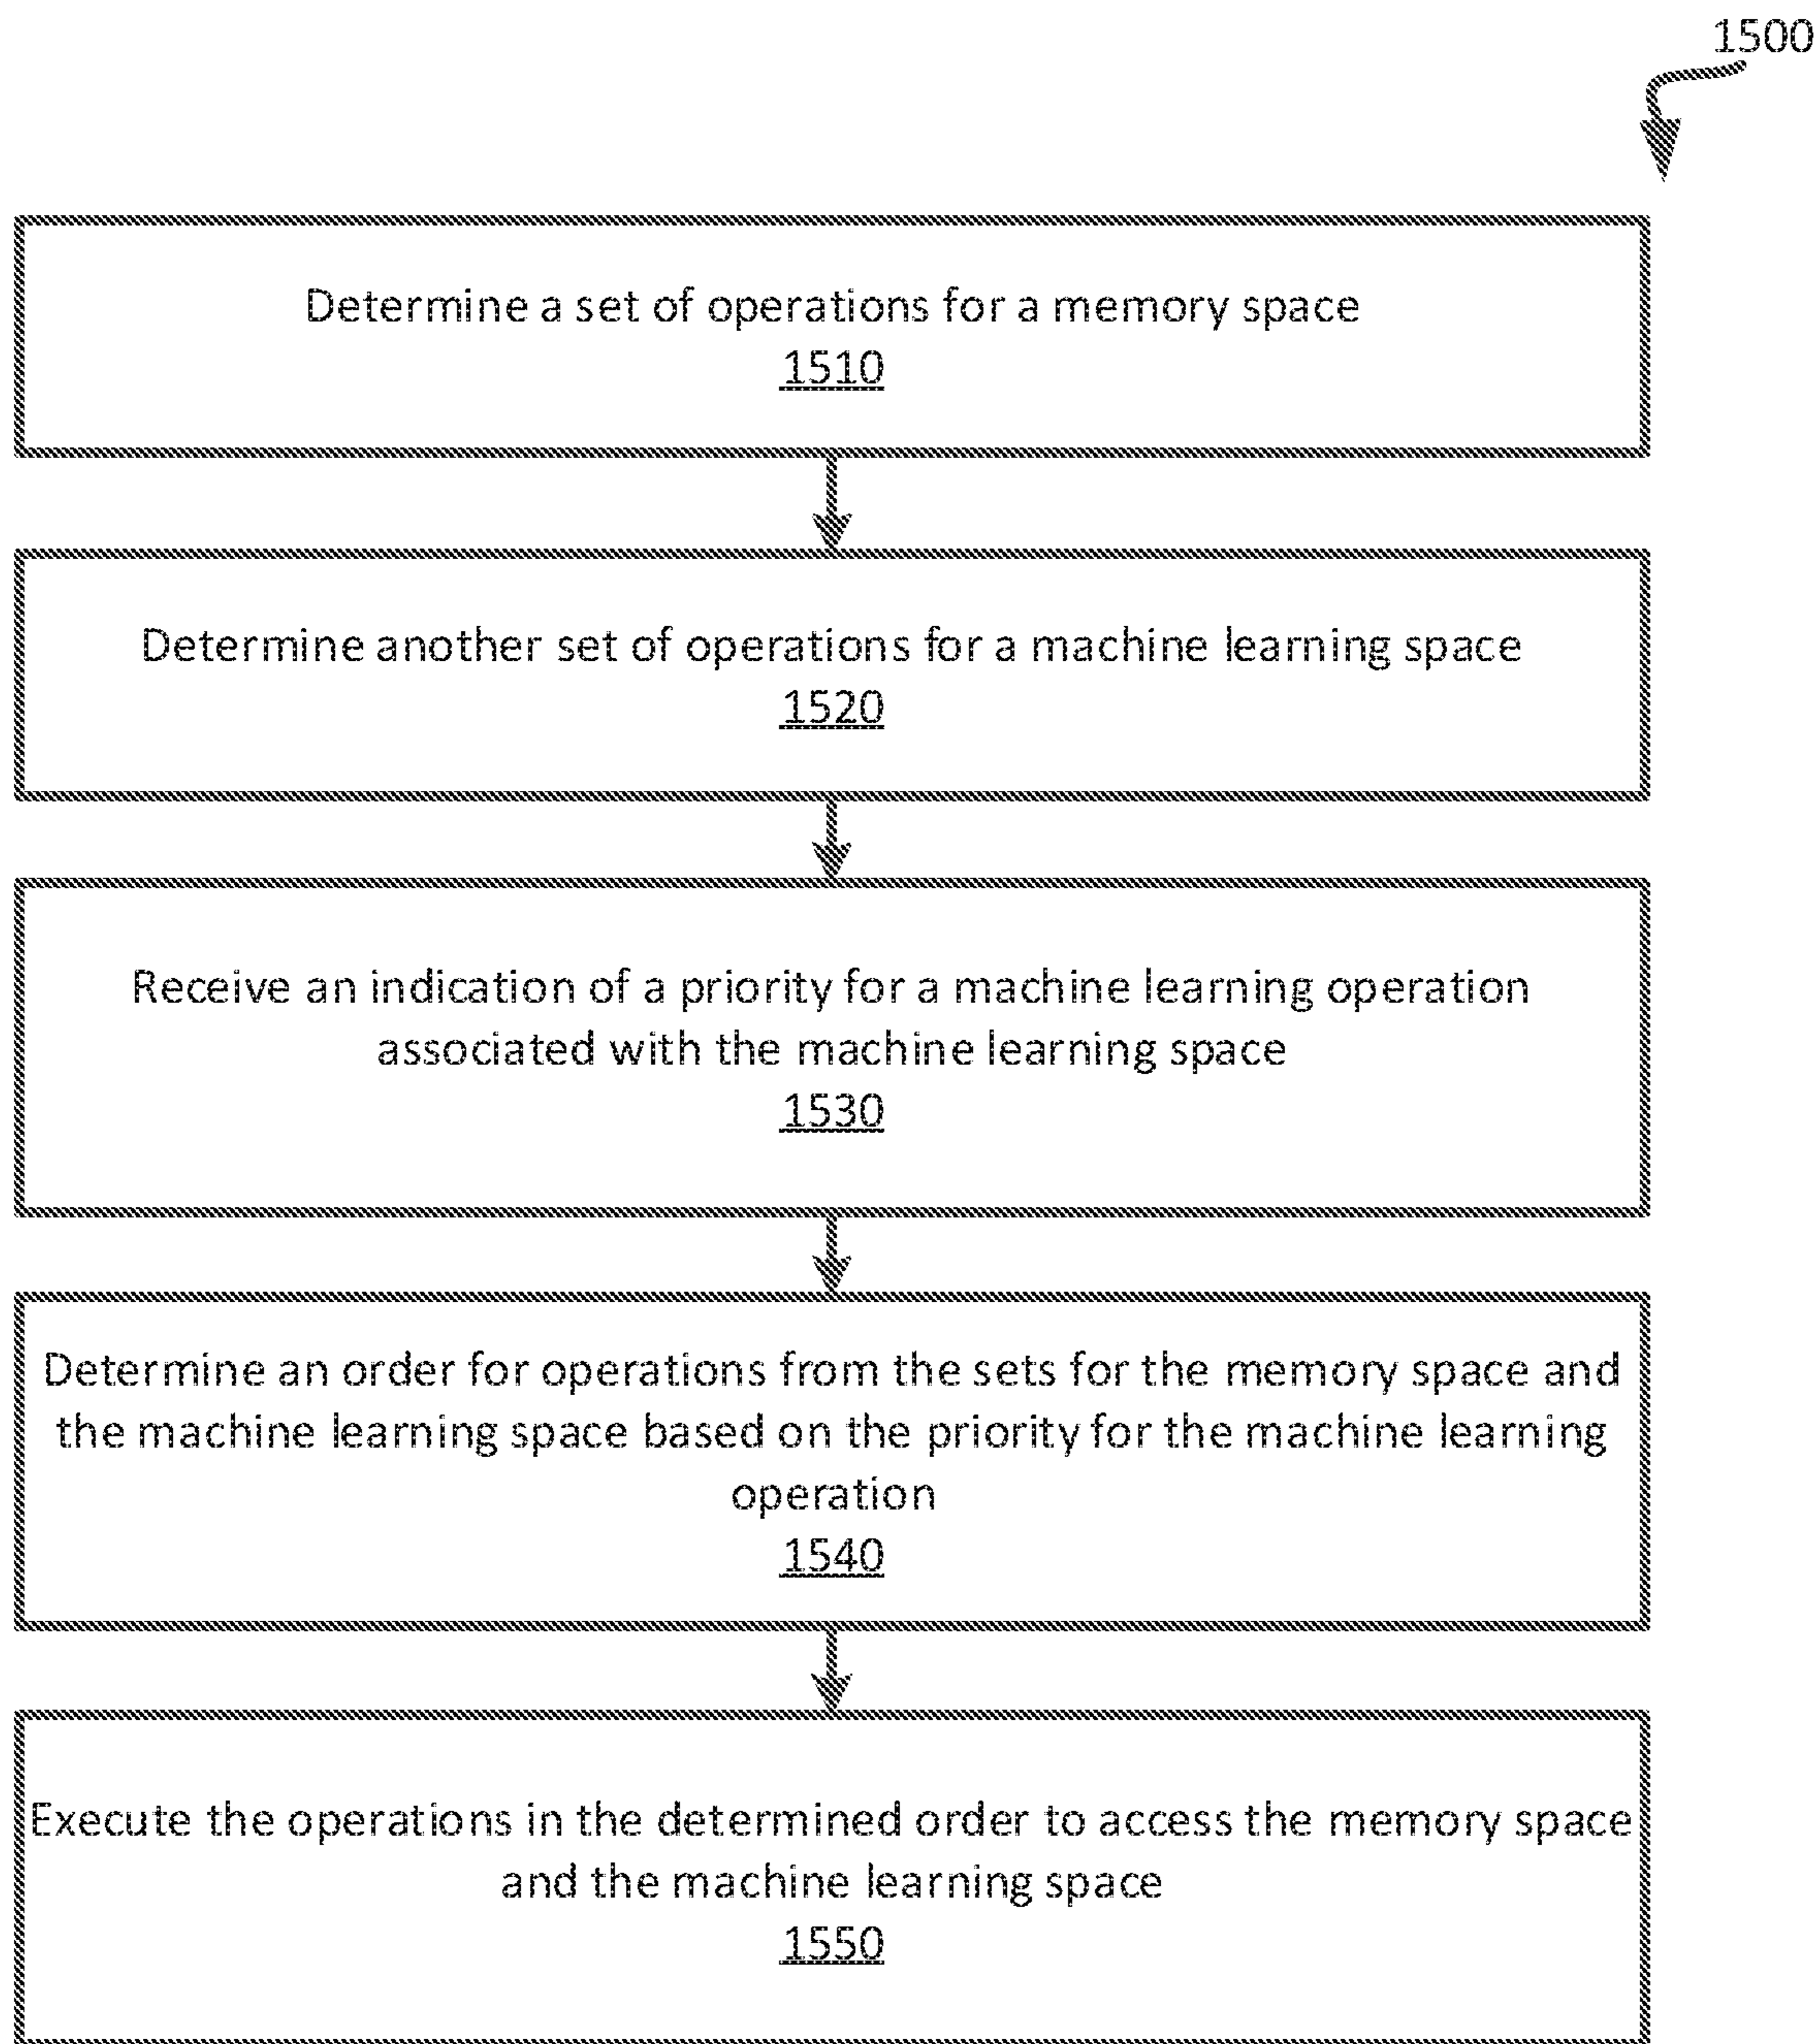 1500
Determine a set of operations for a memory space
1510
Determine another set of operations for a machine learning space
1520
Receive an indication of a priority for a machine learning operation
associated with the machine learning space
1530
Determine an order for operations from the sets for the memory space and
the machine learning space based on the priority for the machine learning
operation
1540
Execute the operations in the determined order to access the memory space
and the machine learning space
1550